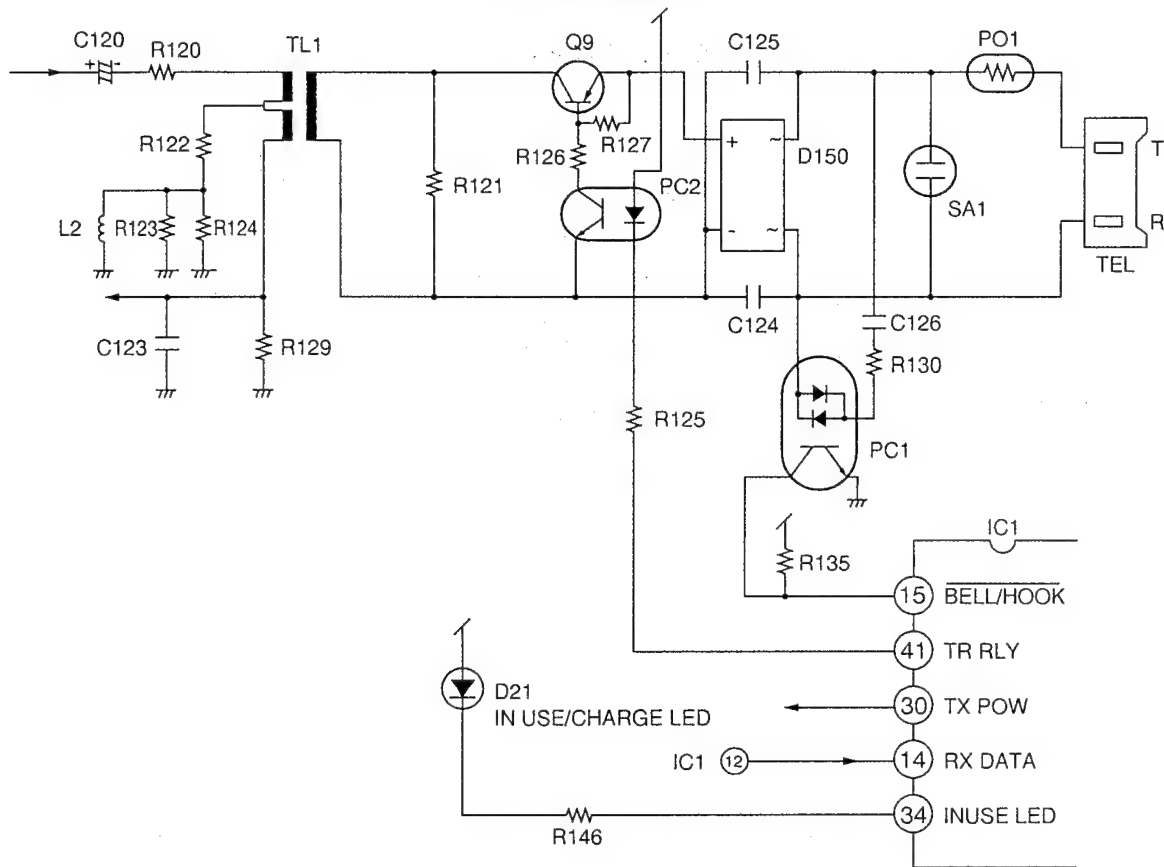 C120
+ -
R120
TL1
Q9
C125
PO1
R122
R127
R126
+
~
D150
PC2
T
R121
SA1
L2
R123
R124
-
~
R
TEL
C124
C126
C123
R129
R130
R125
PC1
IC1
R135
15 BELL/HOOK
41 TR RLY
D21
IN USE/CHARGE LED
30 TX POW
IC1 12
14 RX DATA
34 INUSE LED
R146